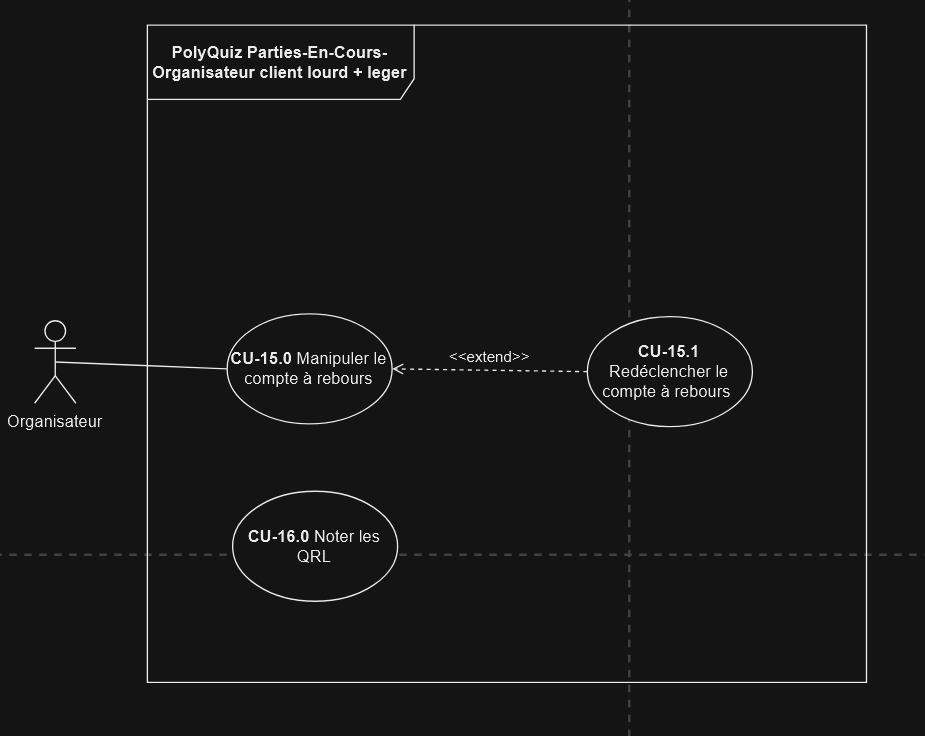 PolyQuiz Parties-En-Cours-
Organisateur client lourd + leger
Organisateur
CU-15.0 Manipuler le
compte à rebours
<<extend>>
CU-15.1
Redéclencher le
compte à rebours
CU-16.0 Noter les
QRL